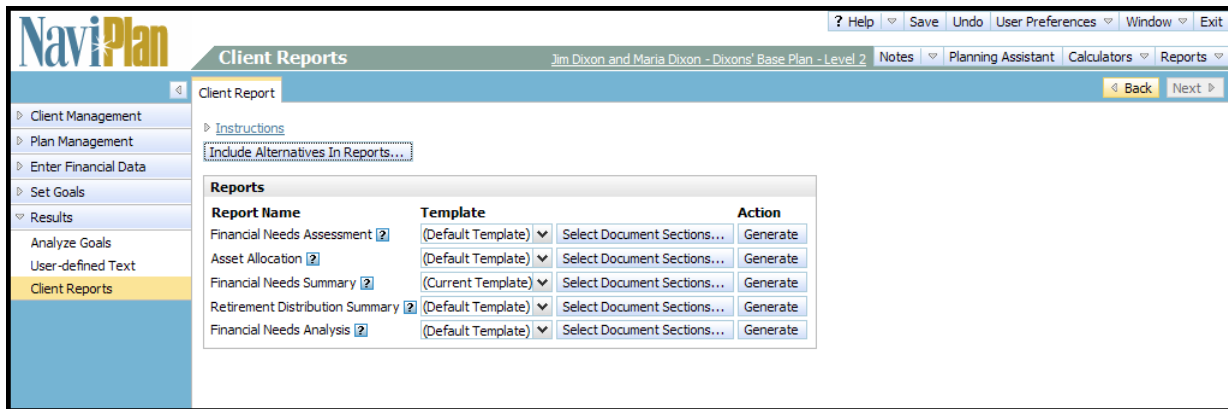 NaviPlan
? Help Save Undo User Preferences Window Exit
Client Reports
Jim Dixon and Maria Dixon - Dixons' Base Plan - Level 2
Notes Planning Assistant Calculators Reports
Client Report
Back Next
Client Management
Plan Management
Enter Financial Data
Set Goals
Results
Analyze Goals
User-defined Text
Client Reports
Instructions
Include Alternatives In Reports...
Reports
Report Name Template Action
Financial Needs Assessment ? (Default Template) Select Document Sections... Generate
Asset Allocation ? (Default Template) Select Document Sections... Generate
Financial Needs Summary ? (Current Template) Select Document Sections... Generate
Retirement Distribution Summary ? (Default Template) Select Document Sections... Generate
Financial Needs Analysis ? (Default Template) Select Document Sections... Generate